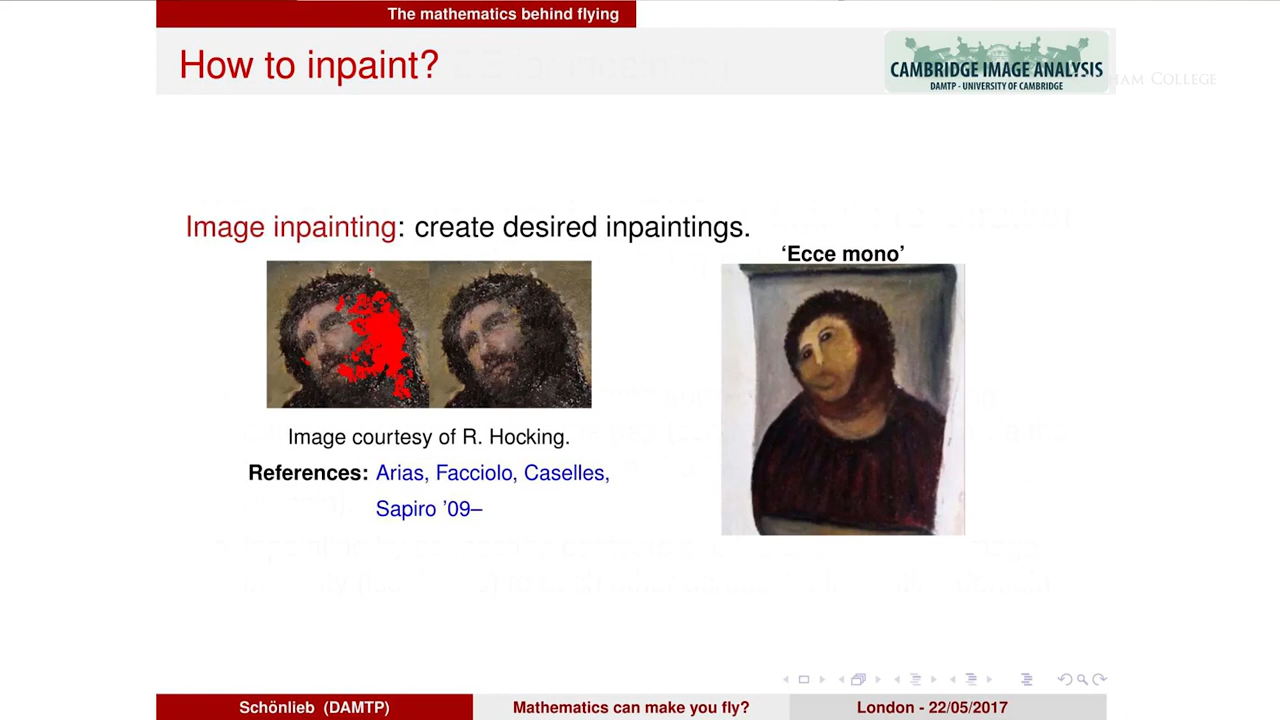 The mathematics behind flying
How to inpaint?
CAMBRIDGE IMAGE ANALYSIS
DAMTP - UNIVERSITY OF CAMBRIDGE
HAM COLLEGE
Image inpainting: create desired inpaintings.
‘Ecce mono’
Image courtesy of R. Hocking.
References: Arias, Facciolo, Caselles,
Sapiro ’09–
Schönlieb (DAMTP)
Mathematics can make you fly?
London - 22/05/2017